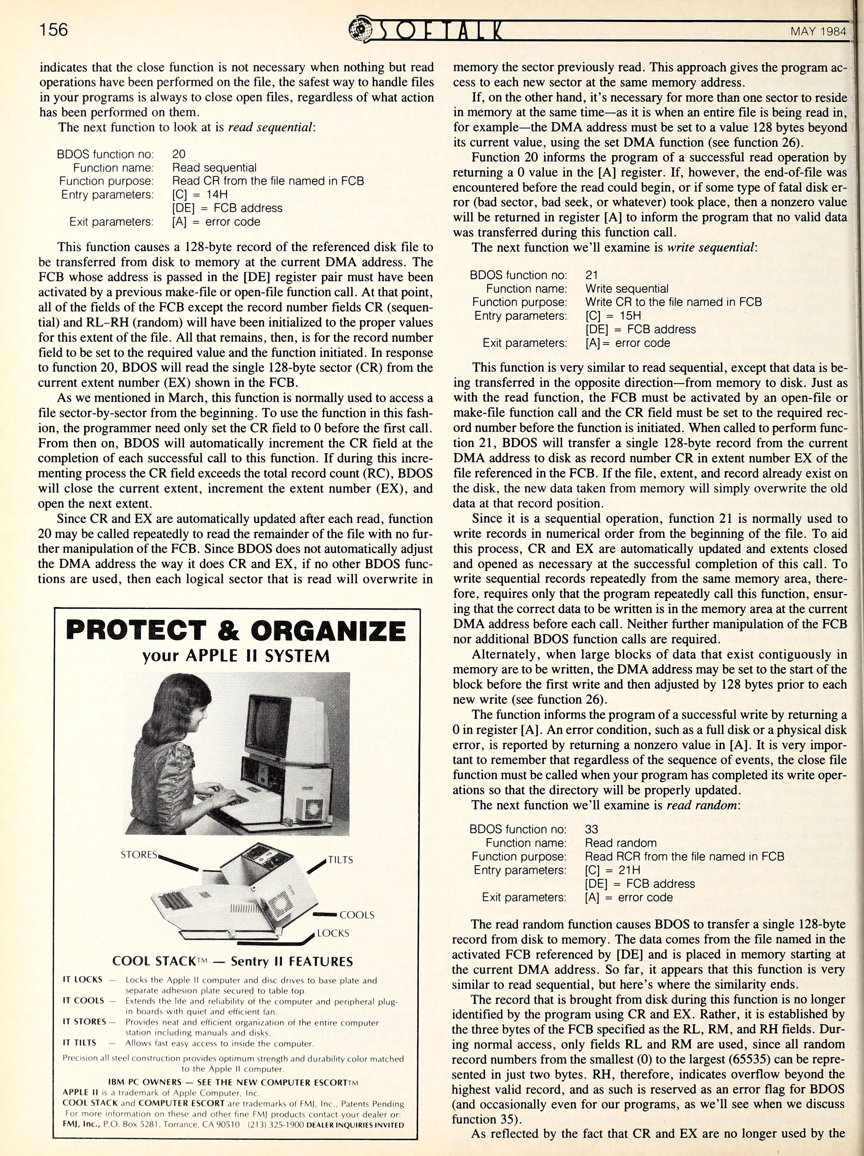 156
SOFTALK
MAY 1984
indicates that the close function is not necessary when nothing but read
operations have been performed on the file, the safest way to handle files
in your programs is always to close open files, regardless of what action
has been performed on them.
The next function to look at is read sequential:
BDOS function no: 20
Function name: Read sequential
Function purpose: Read CR from the file named in FCB
Entry parameters: [C] = 14H
[DE] = FCB address
Exit parameters: [A] = error code
This function causes a 128-byte record of the referenced disk file to
be transferred from disk to memory at the current DMA address. The
FCB whose address is passed in the [DE] register pair must have been
activated by a previous make-file or open-file function call. At that point,
all of the fields of the FCB except the record number fields CR (sequen-
tial) and RL–RH (random) will have been initialized to the proper values
for this extent of the file. All that remains, then, is for the record number
field to be set to the required value and the function initiated. In response
to function 20, BDOS will read the single 128-byte sector (CR) from the
current extent number (EX) shown in the FCB.
As we mentioned in March, this function is normally used to access a
file sector-by-sector from the beginning. To use the function in this fash-
ion, the programmer need only set the CR field to 0 before the first call.
From then on, BDOS will automatically increment the CR field at the
completion of each successful call to this function. If during this incre-
menting process the CR field exceeds the total record count (RC), BDOS
will close the current extent, increment the extent number (EX), and
open the next extent.
Since CR and EX are automatically updated after each read, function
20 may be called repeatedly to read the remainder of the file with no fur-
ther manipulation of the FCB. Since BDOS does not automatically adjust
the DMA address the way it does CR and EX, if no other BDOS func-
tions are used, then each logical sector that is read will overwrite in
PROTECT & ORGANIZE
your APPLE II SYSTEM
STORES
TILTS
COOLS
LOCKS
COOL STACK™ — Sentry II FEATURES
IT LOCKS — Locks the Apple II computer and disc drives to base plate and
separate adhesion plate secured to table top.
IT COOLS — Extends the life and reliability of the computer and peripheral plug-
in boards with quiet and efficient fan.
IT STORES — Provides neat and efficient organization of the entire computer
station including manuals and disks.
IT TILTS — Allows fast easy access to inside the computer.
Precision all steel construction provides optimum strength and durability color matched
to the Apple II computer.
IBM PC OWNERS — SEE THE NEW COMPUTER ESCORT™
APPLE II is a trademark of Apple Computer, Inc.
COOL STACK and COMPUTER ESCORT are trademarks of FMJ, Inc., Patents Pending
For more information on these and other fine FMJ products contact your dealer or:
FMJ, Inc., P.O. Box 5281, Torrance, CA 90510 (213) 325-1900 DEALER INQUIRIES INVITED
memory the sector previously read. This approach gives the program ac-
cess to each new sector at the same memory address.
If, on the other hand, it's necessary for more than one sector to reside
in memory at the same time—as it is when an entire file is being read in,
for example—the DMA address must be set to a value 128 bytes beyond
its current value, using the set DMA function (see function 26).
Function 20 informs the program of a successful read operation by
returning a 0 value in the [A] register. If, however, the end-of-file was
encountered before the read could begin, or if some type of fatal disk er-
ror (bad sector, bad seek, or whatever) took place, then a nonzero value
will be returned in register [A] to inform the program that no valid data
was transferred during this function call.
The next function we'll examine is write sequential:
BDOS function no: 21
Function name: Write sequential
Function purpose: Write CR to the file named in FCB
Entry parameters: [C] = 15H
[DE] = FCB address
Exit parameters: [A]= error code
This function is very similar to read sequential, except that data is be-
ing transferred in the opposite direction—from memory to disk. Just as
with the read function, the FCB must be activated by an open-file or
make-file function call and the CR field must be set to the required rec-
ord number before the function is initiated. When called to perform func-
tion 21, BDOS will transfer a single 128-byte record from the current
DMA address to disk as record number CR in extent number EX of the
file referenced in the FCB. If the file, extent, and record already exist on
the disk, the new data taken from memory will simply overwrite the old
data at that record position.
Since it is a sequential operation, function 21 is normally used to
write records in numerical order from the beginning of the file. To aid
this process, CR and EX are automatically updated and extents closed
and opened as necessary at the successful completion of this call. To
write sequential records repeatedly from the same memory area, there-
fore, requires only that the program repeatedly call this function, ensur-
ing that the correct data to be written is in the memory area at the current
DMA address before each call. Neither further manipulation of the FCB
nor additional BDOS function calls are required.
Alternately, when large blocks of data that exist contiguously in
memory are to be written, the DMA address may be set to the start of the
block before the first write and then adjusted by 128 bytes prior to each
new write (see function 26).
The function informs the program of a successful write by returning a
0 in register [A]. An error condition, such as a full disk or a physical disk
error, is reported by returning a nonzero value in [A]. It is very impor-
tant to remember that regardless of the sequence of events, the close file
function must be called when your program has completed its write oper-
ations so that the directory will be properly updated.
The next function we'll examine is read random:
BDOS function no: 33
Function name: Read random
Function purpose: Read RCR from the file named in FCB
Entry parameters: [C] = 21H
[DE] = FCB address
Exit parameters: [A] = error code
The read random function causes BDOS to transfer a single 128-byte
record from disk to memory. The data comes from the file named in the
activated FCB referenced by [DE] and is placed in memory starting at
the current DMA address. So far, it appears that this function is very
similar to read sequential, but here's where the similarity ends.
The record that is brought from disk during this function is no longer
identified by the program using CR and EX. Rather, it is established by
the three bytes of the FCB specified as the RL, RM, and RH fields. Dur-
ing normal access, only fields RL and RM are used, since all random
record numbers from the smallest (0) to the largest (65535) can be repre-
sented in just two bytes. RH, therefore, indicates overflow beyond the
highest valid record, and as such is reserved as an error flag for BDOS
(and occasionally even for our programs, as we'll see when we discuss
function 35).
As reflected by the fact that CR and EX are no longer used by the